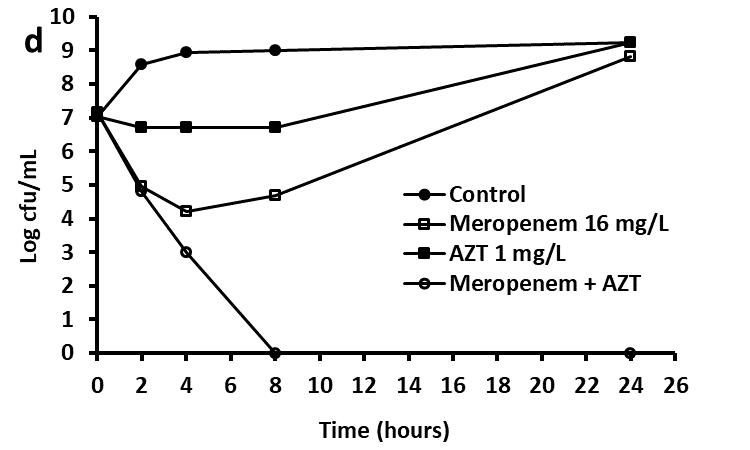 d
10
9
8
7
6
5
4
3
2
1
0
Log cfu/mL
Control
Meropenem 16 mg/L
AZT 1 mg/L
Meropenem + AZT
0 2 4 6 8 10 12 14 16 18 20 22 24 26
Time (hours)